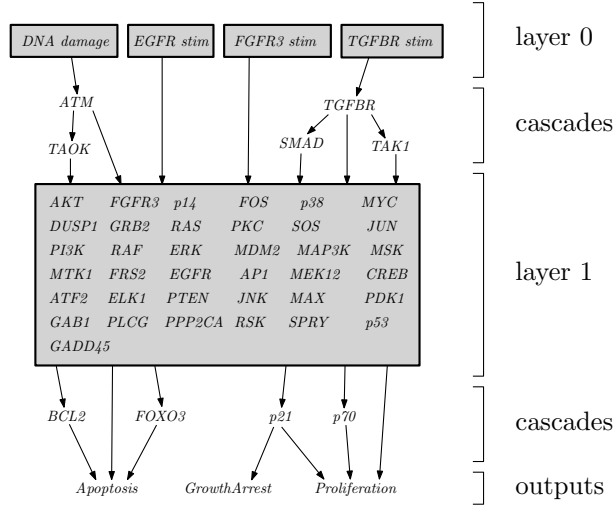 DNA damage EGFR stim FGFR3 stim TGFBR stim layer 0
ATM TGFBR cascades
TAOK SMAD TAK1
AKT FGFR3 p14 FOS p38 MYC
DUSP1 GRB2 RAS PKC SOS JUN
PI3K RAF ERK MDM2 MAP3K MSK
MTK1 FRS2 EGFR AP1 MEK12 CREB layer 1
ATF2 ELK1 PTEN JNK MAX PDK1
GAB1 PLCG PPP2CA RSK SPRY p53
GADD45
BCL2 FOXO3 p21 p70 cascades
Apoptosis GrowthArrest Proliferation outputs